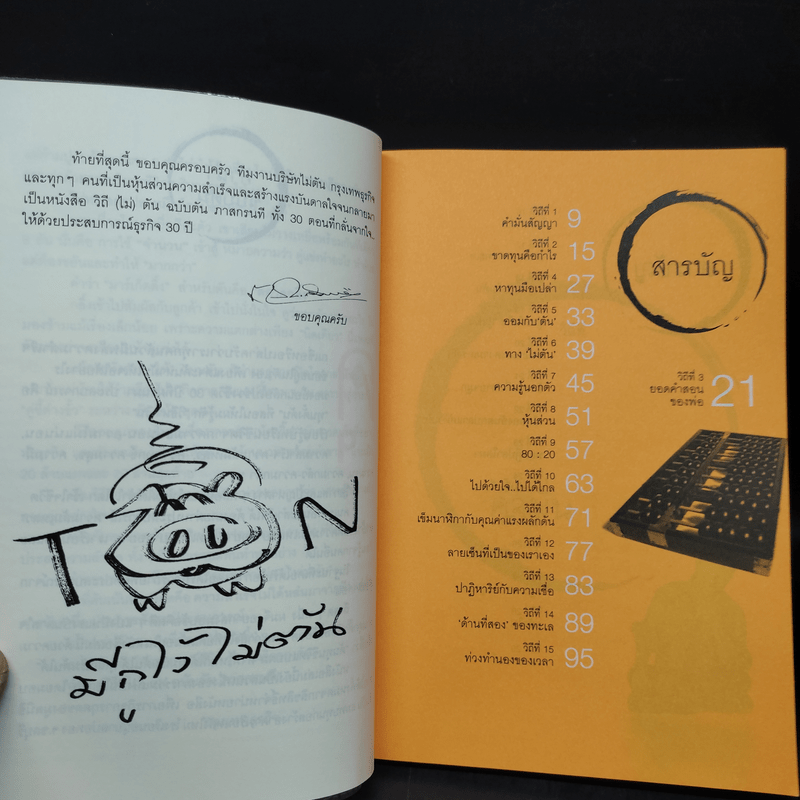 ท้ายที่สุดนี้ ขอบคุณครอบครัว ทีมงานบริษัทไม่ตัน กรุงเทพธุรกิจ
และทุกๆ คนที่เป็นหุ้นส่วนความสำเร็จและสร้างแรงบันดาลใจจนกลายมา
เป็นหนังสือ วิถี (ไม่) ตัน ฉบับตัน ภาสกรนที ทั้ง 30 ตอนที่กลั่นจากใจ...
ให้ด้วยประสบการณ์ธุรกิจ 30 ปี
ขอบคุณครับ
T N
มีกูไว้ไม่ตัน
สารบัญ
วิถีที่ 1
คำมั่นสัญญา 9
วิถีที่ 2
ขาดทุนคือกำไร 15
วิถีที่ 3
ยอดคำสอน
ของพ่อ 21
วิถีที่ 4
หาทุนมือเปล่า 27
วิถีที่ 5
ออมกับ'ตัน' 33
วิถีที่ 6
ทาง 'ไม่ตัน' 39
วิถีที่ 7
ความรู้นอกตัว 45
วิถีที่ 8
หุ้นส่วน 51
วิถีที่ 9
80 : 20 57
วิถีที่ 10
ไปด้วยใจ..ไปได้ไกล 63
วิถีที่ 11
เข็มนาฬิกากับคุณค่าแรงผลักดัน 71
วิถีที่ 12
ลายเซ็นที่เป็นของเราเอง 77
วิถีที่ 13
ปาฏิหาริย์กับความเชื่อ 83
วิถีที่ 14
'ด้านที่สอง' ของทะเล 89
วิถีที่ 15
ท่วงทำนองของเวลา 95